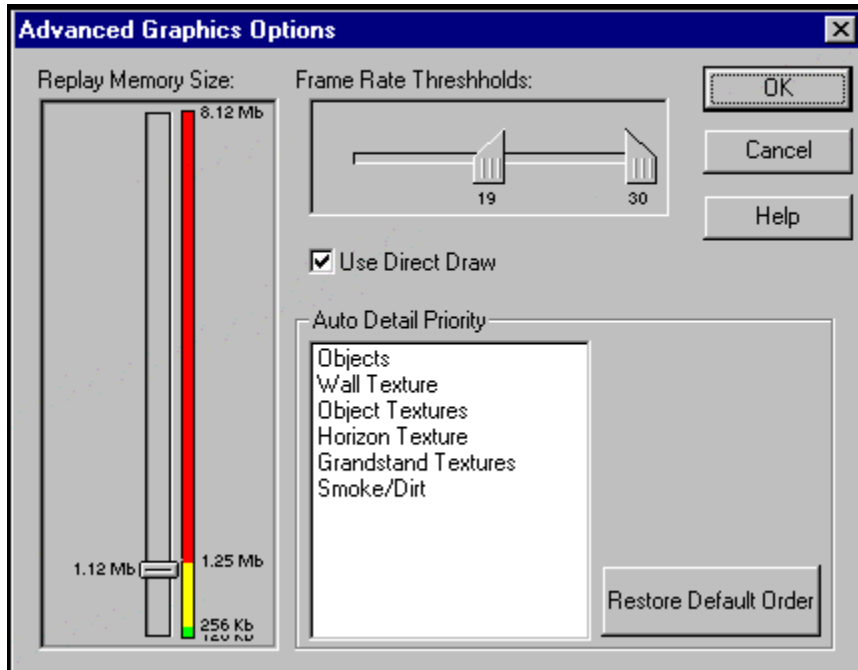 Advanced Graphics Options
Replay Memory Size:
8.12 Mb
1.12 Mb
1.25 Mb
256 Kb
Frame Rate Threshholds:
19
30
Use Direct Draw
Auto Detail Priority
Objects
Wall Texture
Object Textures
Horizon Texture
Grandstand Textures
Smoke/Dirt
Restore Default Order
OK
Cancel
Help